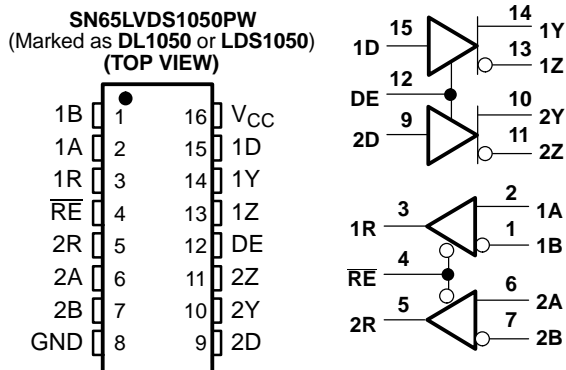 SN65LVDS1050PW
(Marked as DL1050 or LDS1050)
(TOP VIEW)
1B 1 16 VCC
1A 2 15 1D
1R 3 14 1Y
RE 4 13 1Z
2R 5 12 DE
2A 6 11 2Z
2B 7 10 2Y
GND 8 9 2D
14 1Y
15 1D
13 1Z
12 DE
10 2Y
9 2D
11 2Z
2 1A
3 1R
1 1B
4 RE
6 2A
5 2R
7 2B